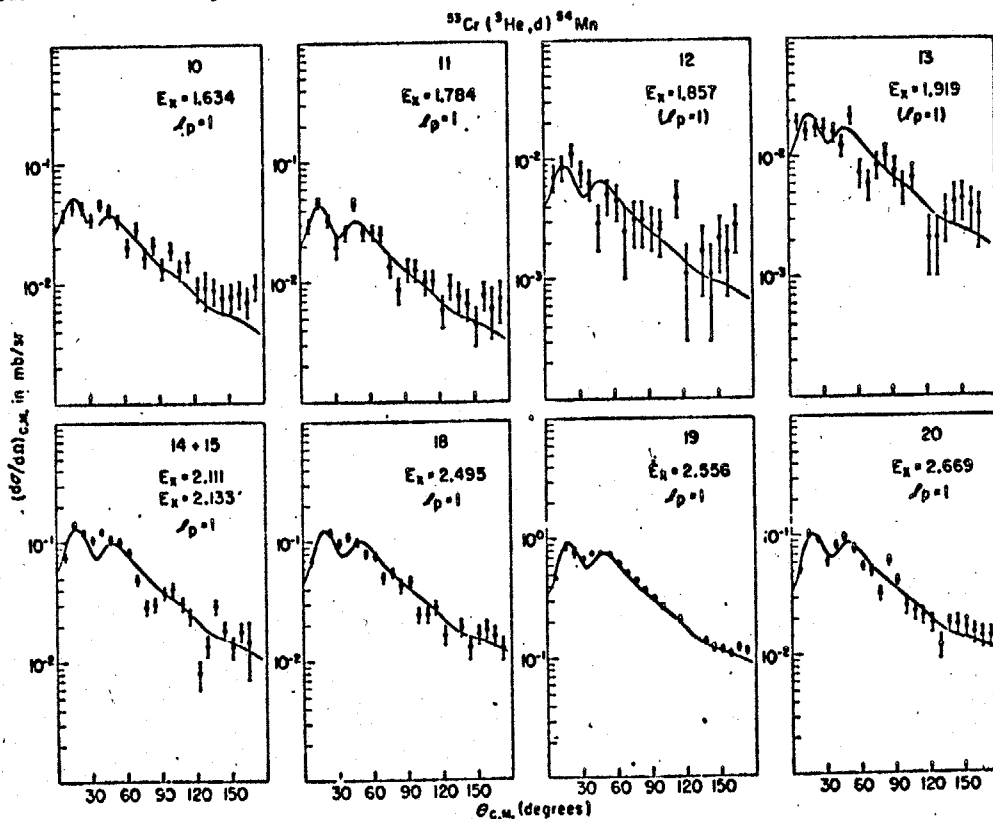 ⁵³Cr (³He,d) ⁵⁴Mn
10
Eₓ=1.634
ℓp=1
11
Eₓ=1.784
ℓp=1
12
Eₓ=1.857
(ℓp=1)
13
Eₓ=1.919
(ℓp=1)
10⁻¹
10⁻²
10⁻¹
10⁻²
10⁻²
10⁻³
10⁻²
10⁻³
(dσ/dΩ)C.M. in mb/sr
14+15
Eₓ=2.111
Eₓ=2.133
ℓp=1
18
Eₓ=2.495
ℓp=1
19
Eₓ=2.556
ℓp=1
20
Eₓ=2.669
ℓp=1
10⁻¹
10⁻²
10⁻¹
10⁻²
10⁰
10⁻¹
10⁻¹
10⁻²
30 60 90 120 150
30 60 90 120 150
30 60 90 120 150
30 60 90 120 150
θC.M. (degrees)